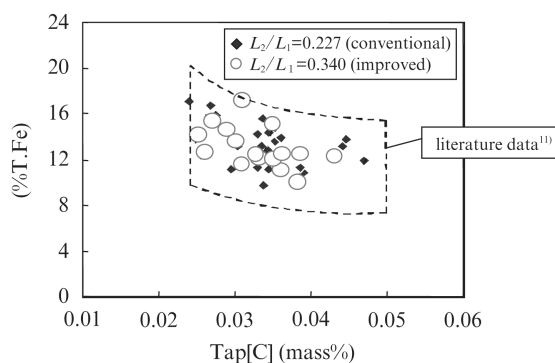 24
20
16
12
8
4
0
(%T.Fe)
L₂/L₁=0.227 (conventional)
L₂/L₁=0.340 (improved)
literature data¹¹⁾
0.01 0.02 0.03 0.04 0.05 0.06
Tap[C] (mass%)